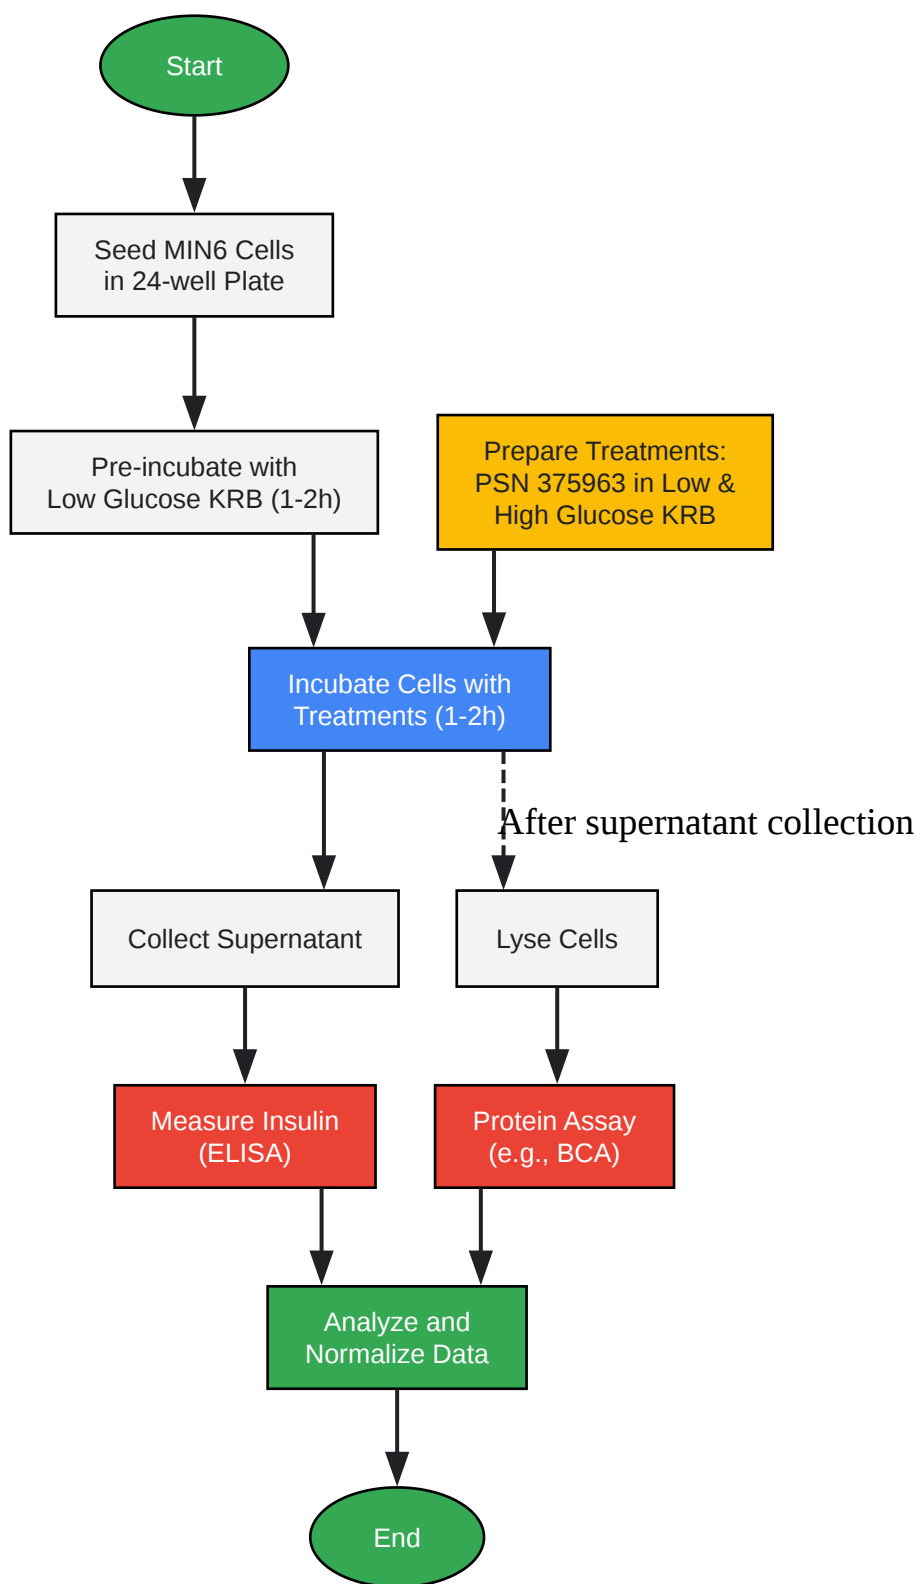 Start
Seed MIN6 Cells
in 24-well Plate
Pre-incubate with
Low Glucose KRB (1-2h)
Prepare Treatments:
PSN 375963 in Low &
High Glucose KRB
Incubate Cells with
Treatments (1-2h)
After supernatant collection
Collect Supernatant
Lyse Cells
Measure Insulin
(ELISA)
Protein Assay
(e.g., BCA)
Analyze and
Normalize Data
End